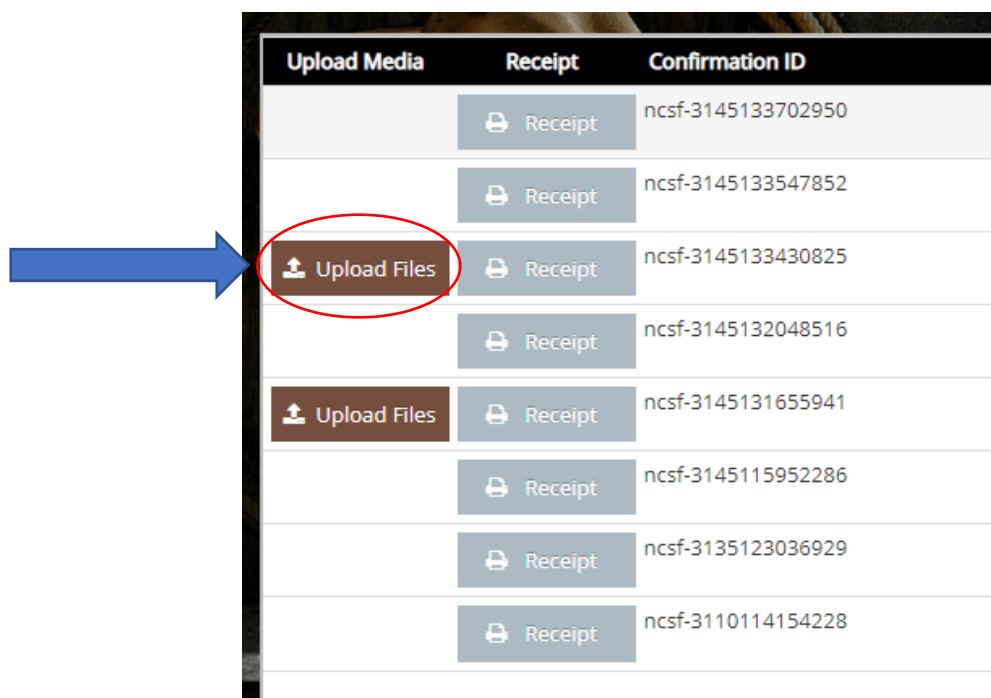 Upload Media Receipt Confirmation ID
Receipt ncsf-3145133702950
Receipt ncsf-3145133547852
Upload Files Receipt ncsf-3145133430825
Receipt ncsf-3145132048516
Upload Files Receipt ncsf-3145131655941
Receipt ncsf-3145115952286
Receipt ncsf-3135123036929
Receipt ncsf-3110114154228